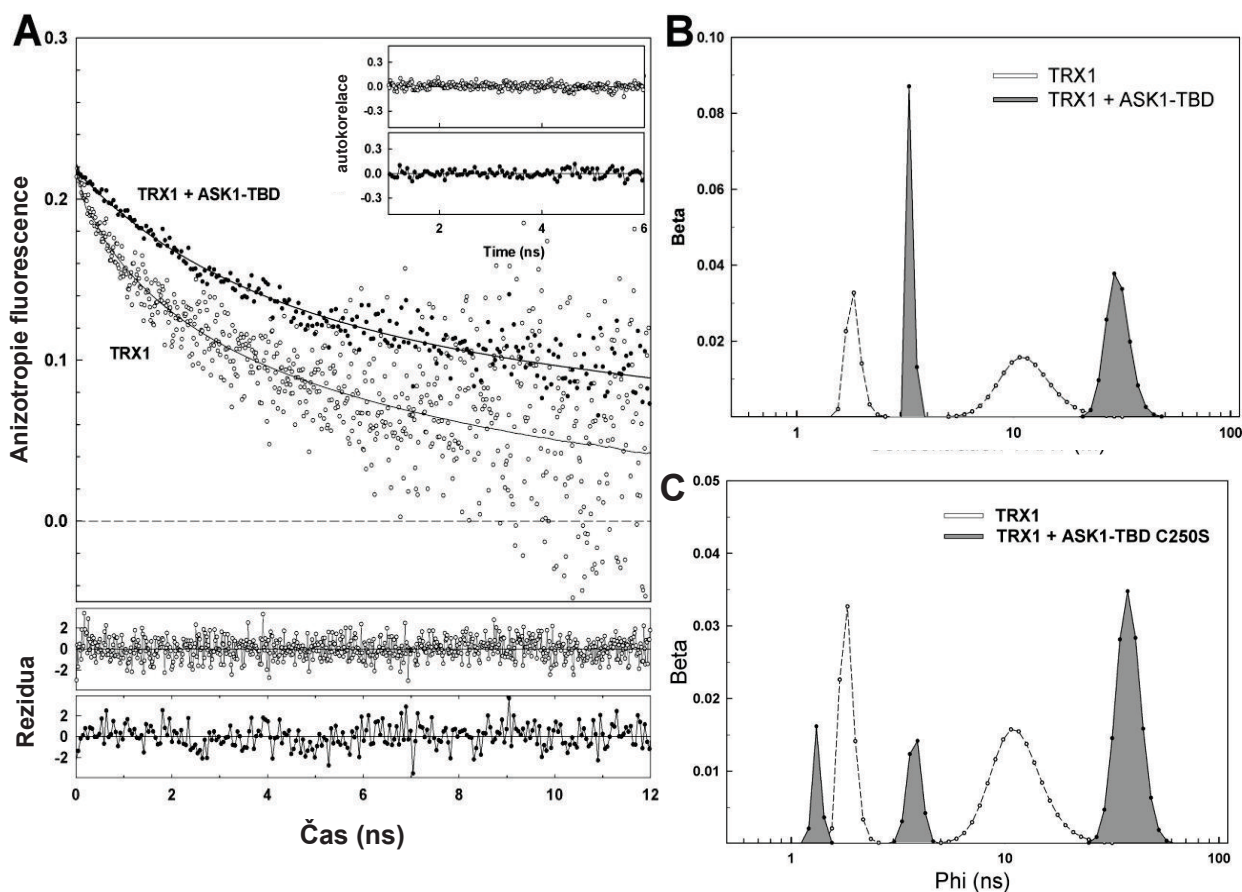 A
0.3
0.2
0.1
0.0
Anizotropie fluorescence
TRX1 + ASK1-TBD
TRX1
autokorelace
0.3
0.0
-0.3
0.3
0.0
-0.3
2
4
6
Time (ns)
Rezidua
2
0
-2
2
0
-2
0
2
4
6
8
10
12
Čas (ns)
B
0.10
0.08
0.06
0.04
0.02
Beta
TRX1
TRX1 + ASK1-TBD
1
10
100
C
0.05
0.04
0.03
0.02
0.01
Beta
TRX1
TRX1 + ASK1-TBD C250S
1
10
100
Phi (ns)